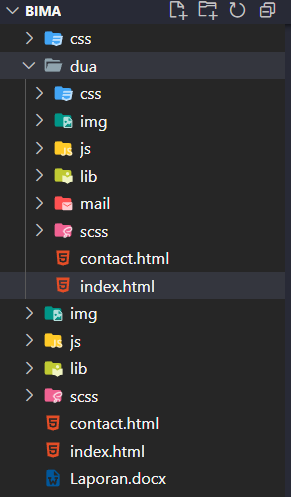 BIMA
css
dua
css
img
js
lib
mail
scss
contact.html
index.html
img
js
lib
scss
contact.html
index.html
Laporan.docx